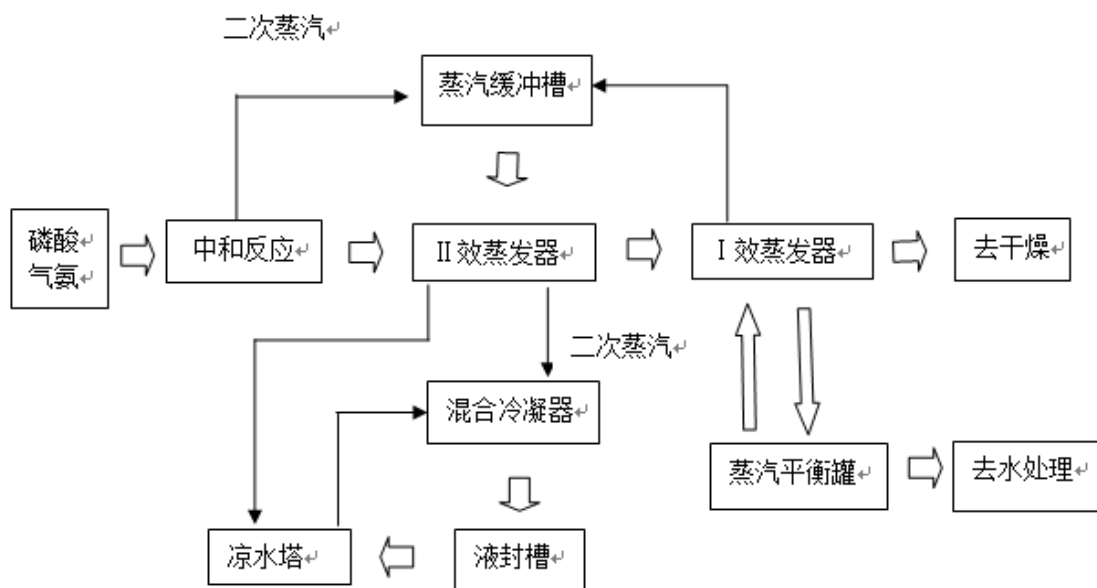 二次蒸汽
蒸汽缓冲槽
磷酸
气氨
中和反应
Ⅱ效蒸发器
Ⅰ效蒸发器
去干燥
二次蒸汽
混合冷凝器
蒸汽平衡罐
去水处理
凉水塔
液封槽